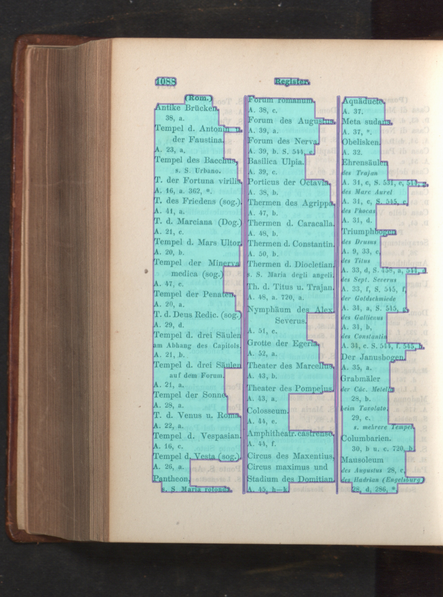 1088
Register.
(Rom.)
Antike Brücken
38, a.
Tempel d. Antonin u.
der Faustina.
A. 23, a.
Tempel des Bacchus
s. S. Urbano.
T. der Fortuna virilis
A. 16, a. 362, *.
T. des Friedens (sog.)
A. 41, a.
T. d. Marciana (Dog.)
A. 21, c.
Tempel d. Mars Ultor
A. 20, b.
Tempel der Minerva
medica (sog.)
A. 47, c.
Tempel der Penaten
A. 20, a.
T. d. Deus Redic. (sog.)
A. 29, d.
Tempel d. drei Säulen
am Abhang des Capitols.
A. 21, b.
Tempel d. drei Säulen
auf dem Forum.
A. 21, a.
Tempel der Sonne
A. 28, a.
T. d. Venus u. Roma
A. 22, a.
Tempel d. Vespasian.
A. 16, c.
Tempel d. Vesta (sog.)
A. 26, a.
Pantheon,
s. S. Maria rotonda.
Forum romanum
A. 38, c.
Forum des Augustus
A. 39, a.
Forum des Nerva
A. 39, b. S. 544, c.
Basilica Ulpia.
A. 39, c.
Porticus der Octavia,
A. 38, b.
Thermen des Agrippa
A. 47, b.
Thermen d. Caracalla.
A. 48, b.
Thermen d. Constantin.
A. 50, b.
Thermen d. Diocletian.
s. S. Maria degli angeli.
Th. d. Titus u. Trajan.
A. 48, a. 720, a.
Nymphäum des Alex.
Severus.
A. 51, c.
Grotte der Egeria
A. 52, a.
Theater des Marcellus
A. 43, b.
Theater des Pompejus.
A. 43, a.
Colosseum.
A. 44, c.
Amphitheatr. castrense.
A. 44, f.
Circus des Maxentius,
Circus maximus und
Stadium des Domitian.
A. 45, a—b
Aquäducte
A. 37.
Meta sudans
A. 37, *.
Obelisken.
A. 32.
Ehrensäulen
des Trajan
A. 31, c, S. 531, c, 545,
des Marc Aurel
A. 31, c, S. 545, c.
des Phocas
A. 31, d.
Triumphbogen
des Drusus
A. 9, 33, c.
des Titus
A. 33, d, S. 458, a, 544,
des Sept. Severus
A. 33, f, S. 545, f.
der Goldschmiede
A. 34, a, S. 545,
des Gallienus
A. 34, b,
des Constantin
A. 34, c, S. 544, f. 545,
Der Janusbogen.
A. 35, a.
Grabmäler
der Cäc. Metella
28, b.
beim Tavolato.
29, c.
s. mehrere Tempel
Columbarien.
30, b u. c. 720, b.
Mausoleum
des Augustus 28, c,
des Hadrian (Engelsburg)
28, d. 286, *.